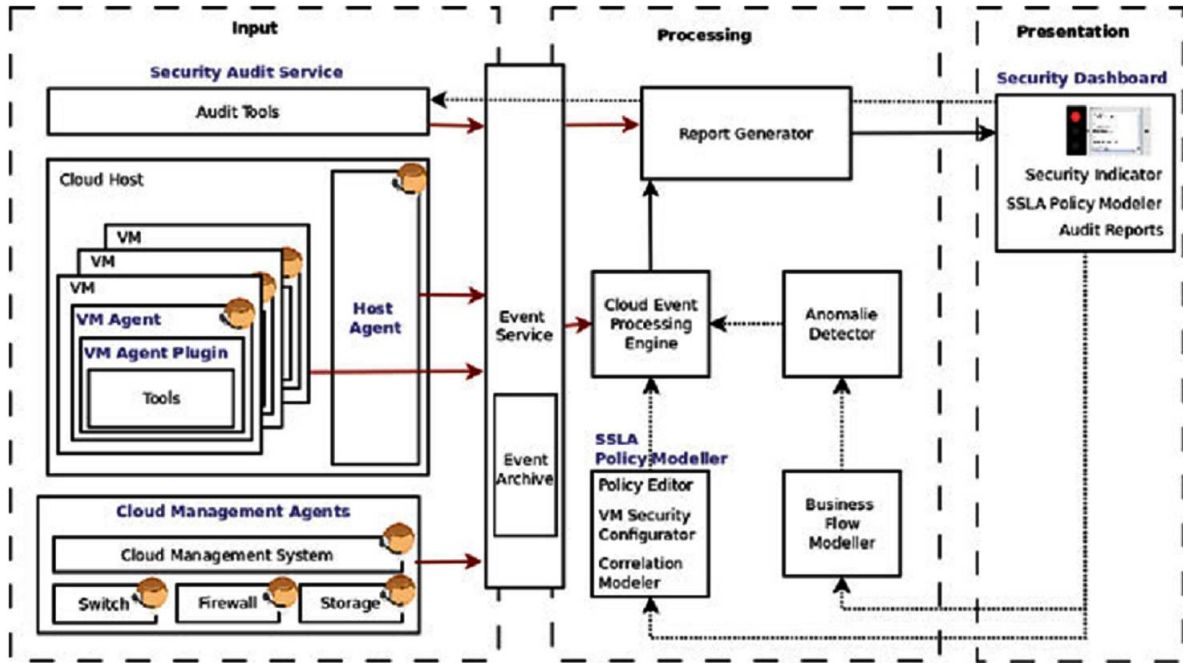 Input
Processing
Presentation
Security Audit Service
Audit Tools
Cloud Host
VM
VM
VM
VM Agent
VM Agent Plugin
Tools
Host
Agent
Cloud Management Agents
Cloud Management System
Switch
Firewall
Storage
Event
Service
Event
Archive
Report Generator
Cloud Event
Processing
Engine
Anomalie
Detector
SSLA
Policy Modeller
Policy Editor
VM Security
Configurator
Correlation
Modeler
Business
Flow
Modeller
Security Dashboard
Security Indicator
SSLA Policy Modeler
Audit Reports